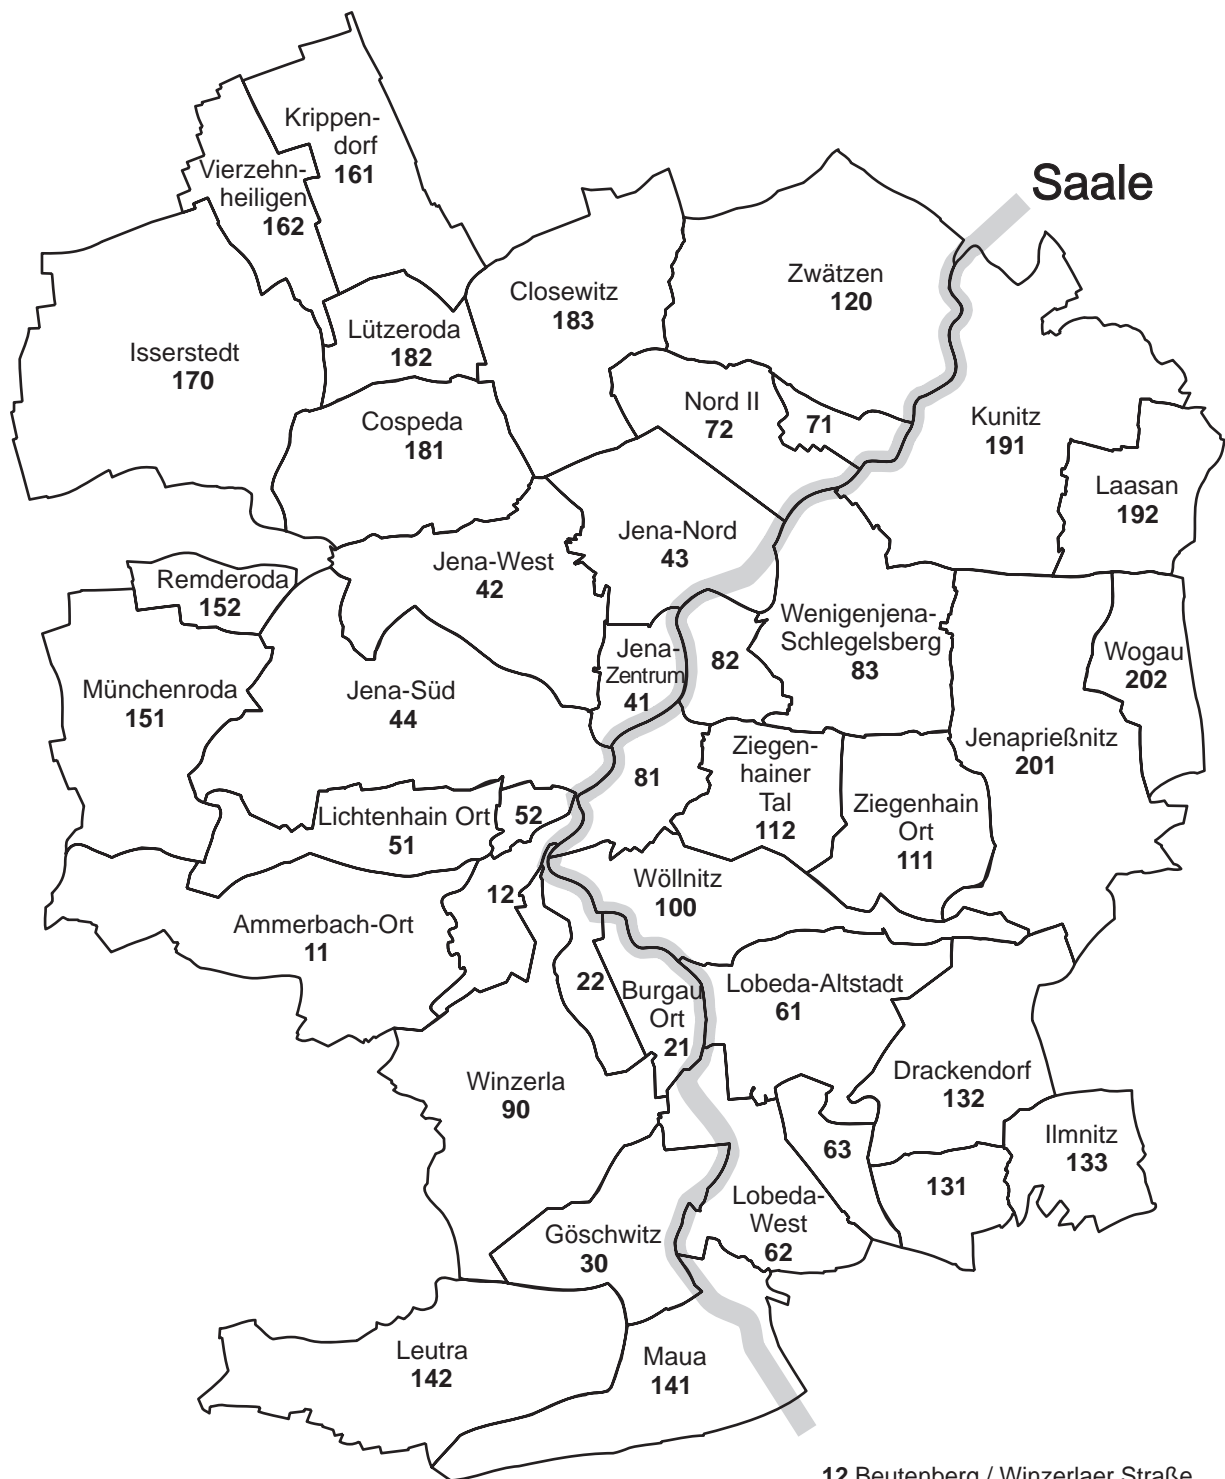 Krippen-
dorf
161
Saale
Vierzehn-
heiligen
162
Zwätzen
120
Closewitz
183
Lützeroda
182
Isserstedt
170
Nord II
72
71
Kunitz
191
Cospeda
181
Laasan
192
Jena-Nord
43
Jena-West
42
Remderoda
152
Wenigenjena-
Schlegelsberg
83
Jena-
Zentrum
41
82
Wogau
202
Münchenroda
151
Jena-Süd
44
Jenaprießnitz
201
Ziegen-
hainer
Tal
112
81
Ziegenhain
Ort
111
Lichtenhain Ort
51
52
Wöllnitz
100
12
Ammerbach-Ort
11
22
Burgau
Ort
21
Lobeda-Altstadt
61
Drackendorf
132
Winzerla
90
Ilmnitz
133
63
131
Lobeda-
West
62
Göschwitz
30
Leutra
142
Maua
141
12 Beutenberg / Winzerlaer Straße